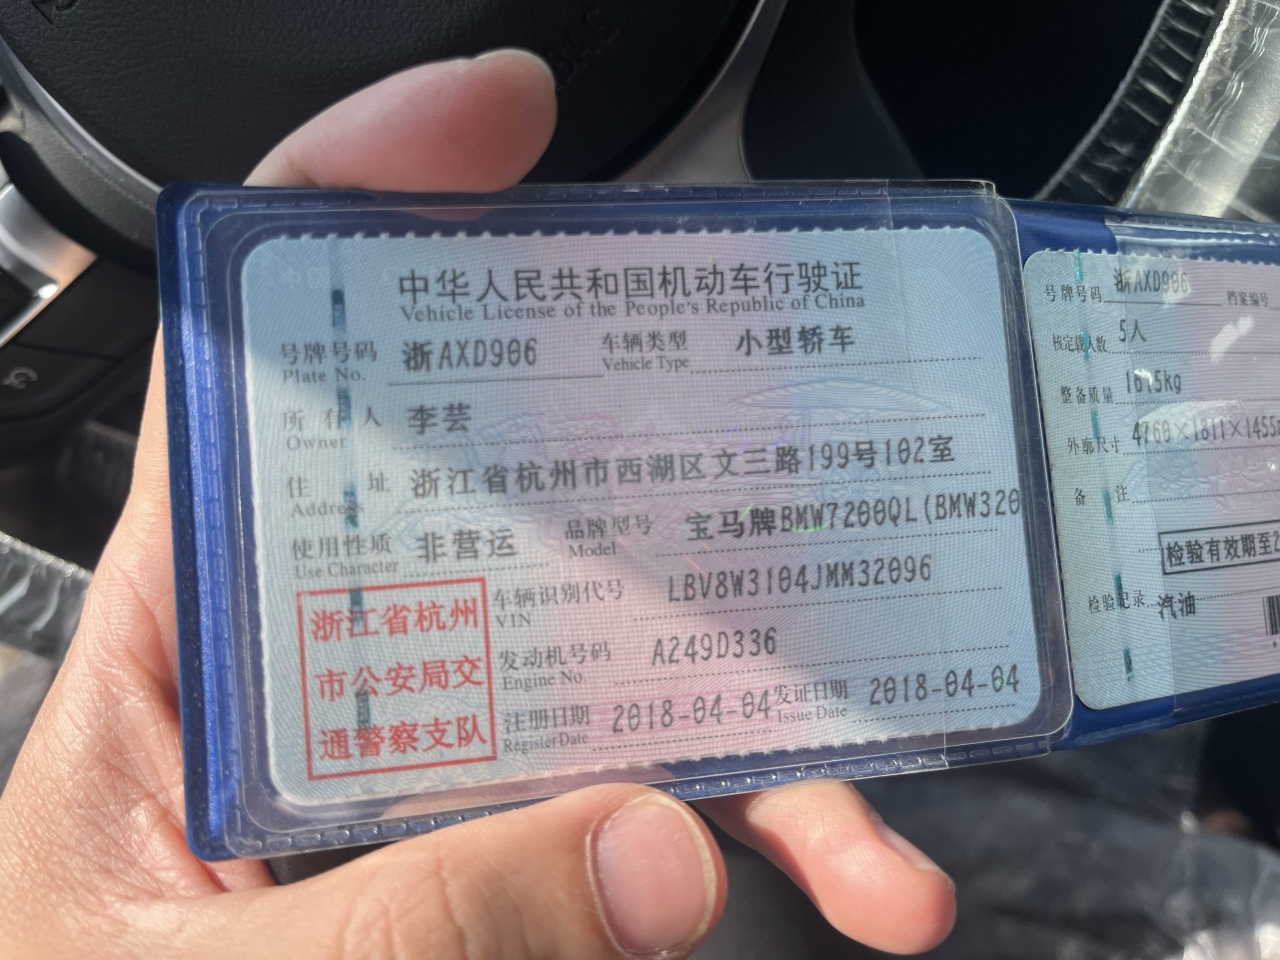 中华人民共和国机动车行驶证
Vehicle License of the People's Republic of China
号牌号码 浙AXD906 车辆类型 小型轿车
Plate No. Vehicle Type
所有人 李芸
Owner
住址 浙江省杭州市西湖区文三路199号102室
Address
使用性质 非营运 品牌型号 宝马牌BMW7200QL(BMW320
Use Character Model
浙江省杭州
市公安局交
通警察支队
车辆识别代号 LBV8W3104JMM32096
VIN
发动机号码 A249D336
Engine No.
注册日期 2018-04-04 发证日期 2018-04-04
Register Date Issue Date
号牌号码 浙AXD906 档案编号
核定载人数 5人
整备质量
外廓尺寸 4760×1811×1455
备注
检验有效期至2
检验记录 汽油